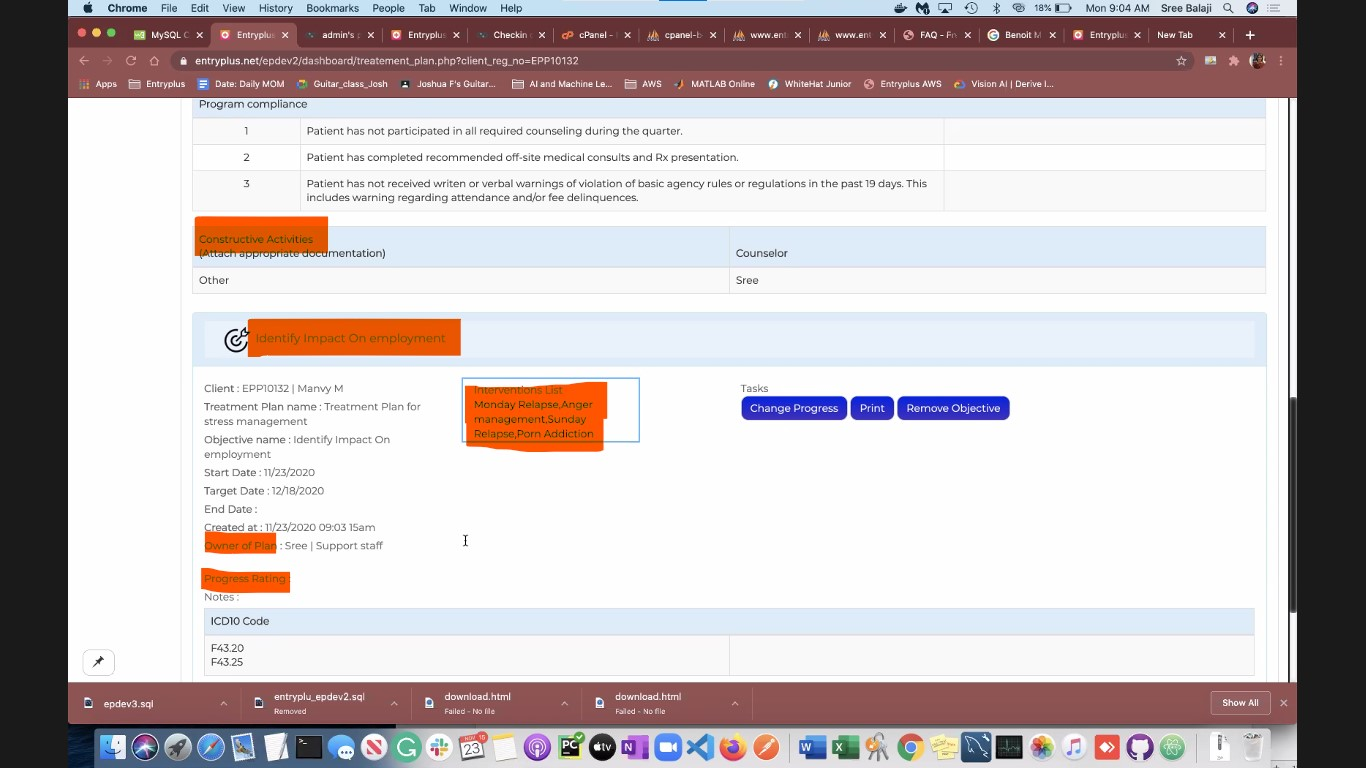 Chrome File Edit View History Bookmarks People Tab Window Help 18% Mon 9:04 AM Sree Balaji
MySQL C Entryplus admin's Entryplus Checkin cPanel - cpanel-b www.ent www.ent FAQ - Fr Benoit M Entryplus New Tab
entryplus.net/epdev2/dashboard/treatement_plan.php?client_reg_no=EPP10132
Apps Entryplus Date: Daily MOM Guitar_class_Josh Joshua F's Guitar... AI and Machine Le... AWS MATLAB Online WhiteHat Junior Entryplus AWS Vision AI | Derive I...
Program compliance
1 Patient has not participated in all required counseling during the quarter.
2 Patient has completed recommended off-site medical consults and Rx presentation.
3 Patient has not received writen or verbal warnings of violation of basic agency rules or regulations in the past 19 days. This
includes warning regarding attendance and/or fee delinquences.
Constructive Activities
(Attach appropriate documentation) Counselor
Other Sree
Identify Impact On employment
Client : EPP10132 | Manvy M
Treatment Plan name : Treatment Plan for
stress management
Objective name : Identify Impact On
employment
Start Date : 11/23/2020
Target Date : 12/18/2020
End Date :
Created at : 11/23/2020 09:03 15am
Owner of Plan : Sree | Support staff
Progress Rating :
Notes :
Interventions List
Monday Relapse,Anger
management,Sunday
Relapse,Porn Addiction
Tasks
Change Progress Print Remove Objective
ICD10 Code
F43.20
F43.25
epdev3.sql
entryplu_epdev2.sql
Removed
download.html
Failed - No file
download.html
Failed - No file
Show All
NOV
23